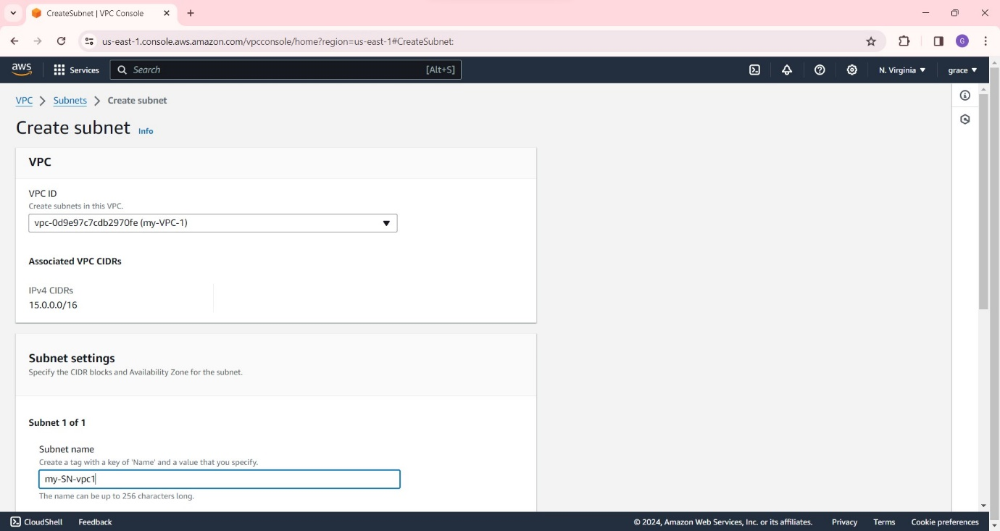 CreateSubnet | VPC Console
us-east-1.console.aws.amazon.com/vpcconsole/home?region=us-east-1#CreateSubnet:
G
aws
Services
Search
[Alt+S]
N. Virginia
grace
VPC
Subnets
Create subnet
Create subnet
Info
VPC
VPC ID
Create subnets in this VPC.
vpc-0d9e97c7cdb2970fe (my-VPC-1)
Associated VPC CIDRs
IPv4 CIDRs
15.0.0.0/16
Subnet settings
Specify the CIDR blocks and Availability Zone for the subnet.
Subnet 1 of 1
Subnet name
Create a tag with a key of 'Name' and a value that you specify.
my-SN-vpc1
The name can be up to 256 characters long.
CloudShell
Feedback
© 2024, Amazon Web Services, Inc. or its affiliates.
Privacy
Terms
Cookie preferences